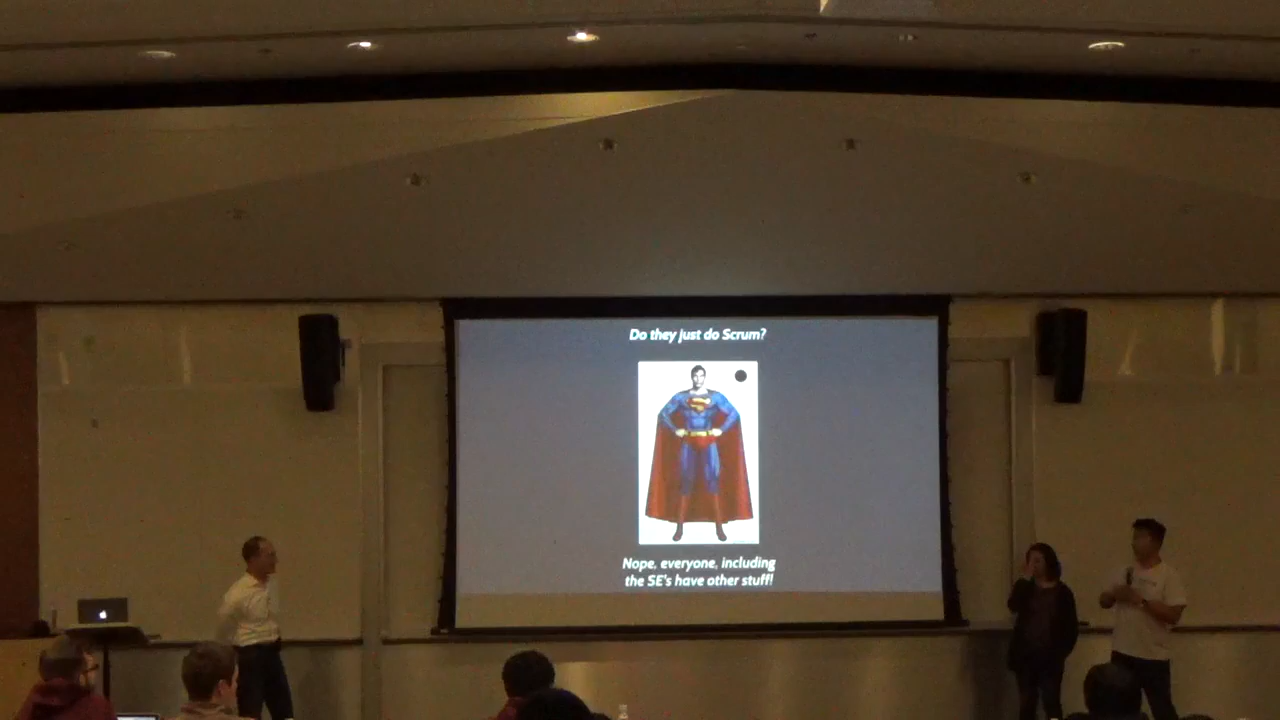 Do they just do Scrum?
Nope, everyone, including
the SE's have other stuff!